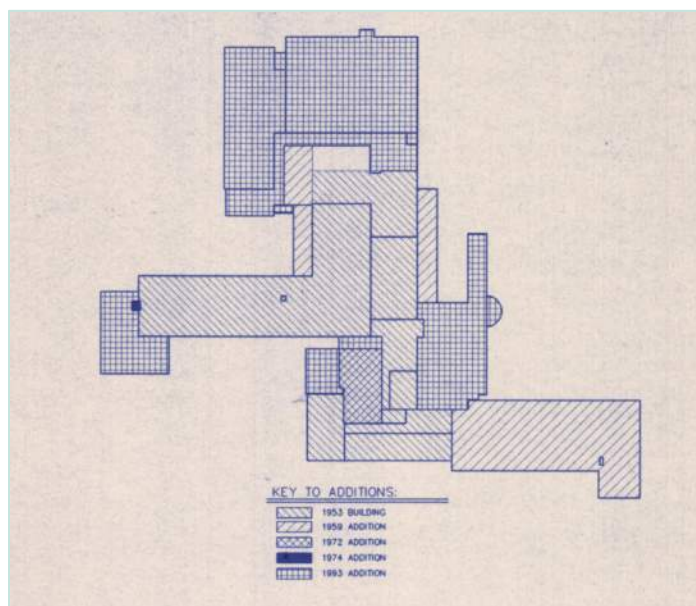 KEY TO ADDITIONS:
1953 BUILDING
1959 ADDITION
1972 ADDITION
1974 ADDITION
1993 ADDITION